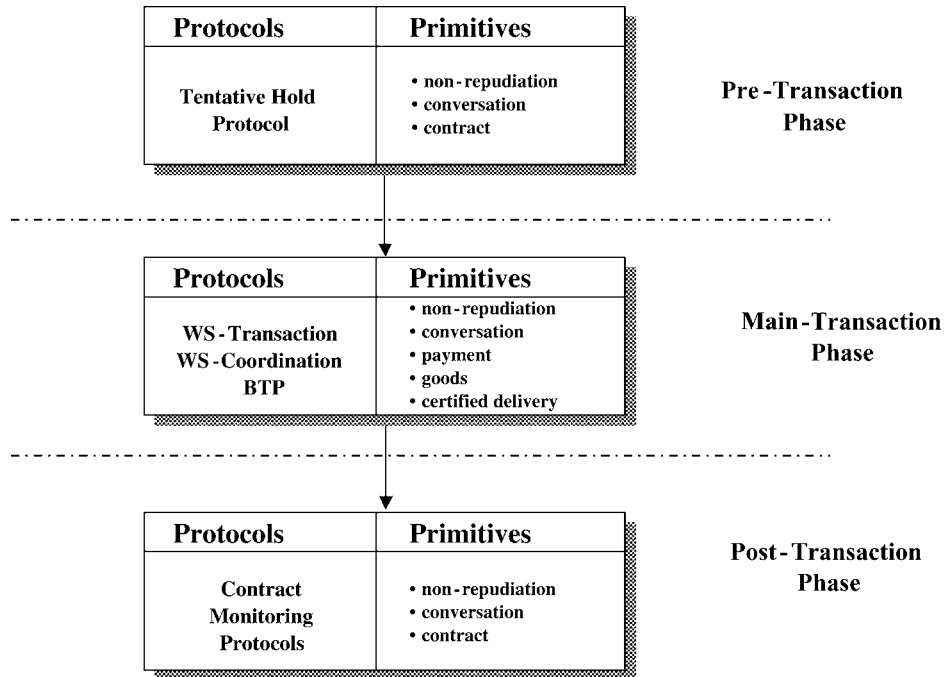 Protocols Primitives
Tentative Hold
Protocol
• non-repudiation
• conversation
• contract
Pre-Transaction
Phase
Protocols Primitives
WS-Transaction
WS-Coordination
BTP
• non-repudiation
• conversation
• payment
• goods
• certified delivery
Main-Transaction
Phase
Protocols Primitives
Contract
Monitoring
Protocols
• non-repudiation
• conversation
• contract
Post-Transaction
Phase